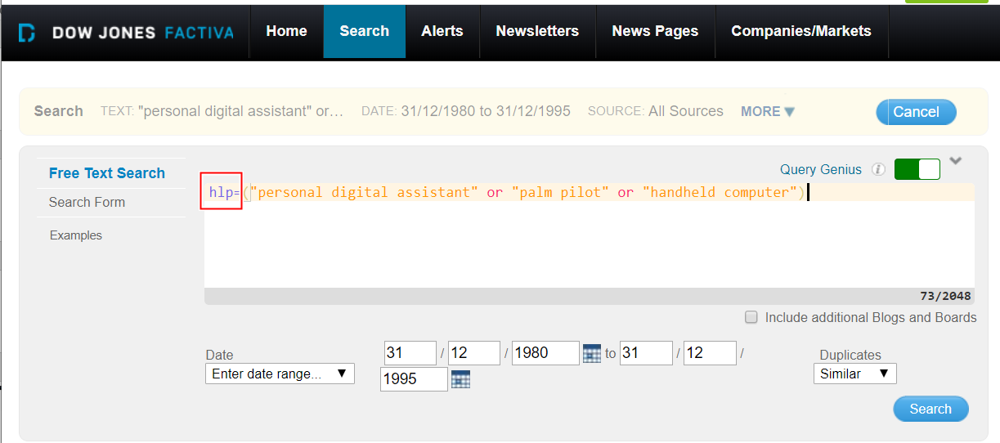 DOW JONES FACTIVA Home Search Alerts Newsletters News Pages Companies/Markets
Search TEXT: "personal digital assistant" or... DATE: 31/12/1980 to 31/12/1995 SOURCE: All Sources MORE ▼ Cancel
Free Text Search
Search Form
Examples
Query Genius i
hlp=("personal digital assistant" or "palm pilot" or "handheld computer")
73/2048
Include additional Blogs and Boards
Date
Enter date range... ▼
31 / 12 / 1980 to 31 / 12 /
1995
Duplicates
Similar ▼
Search